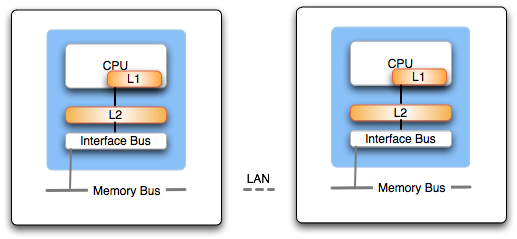 CPU
L1
L2
Interface Bus
Memory Bus
LAN
CPU
L1
L2
Interface Bus
Memory Bus